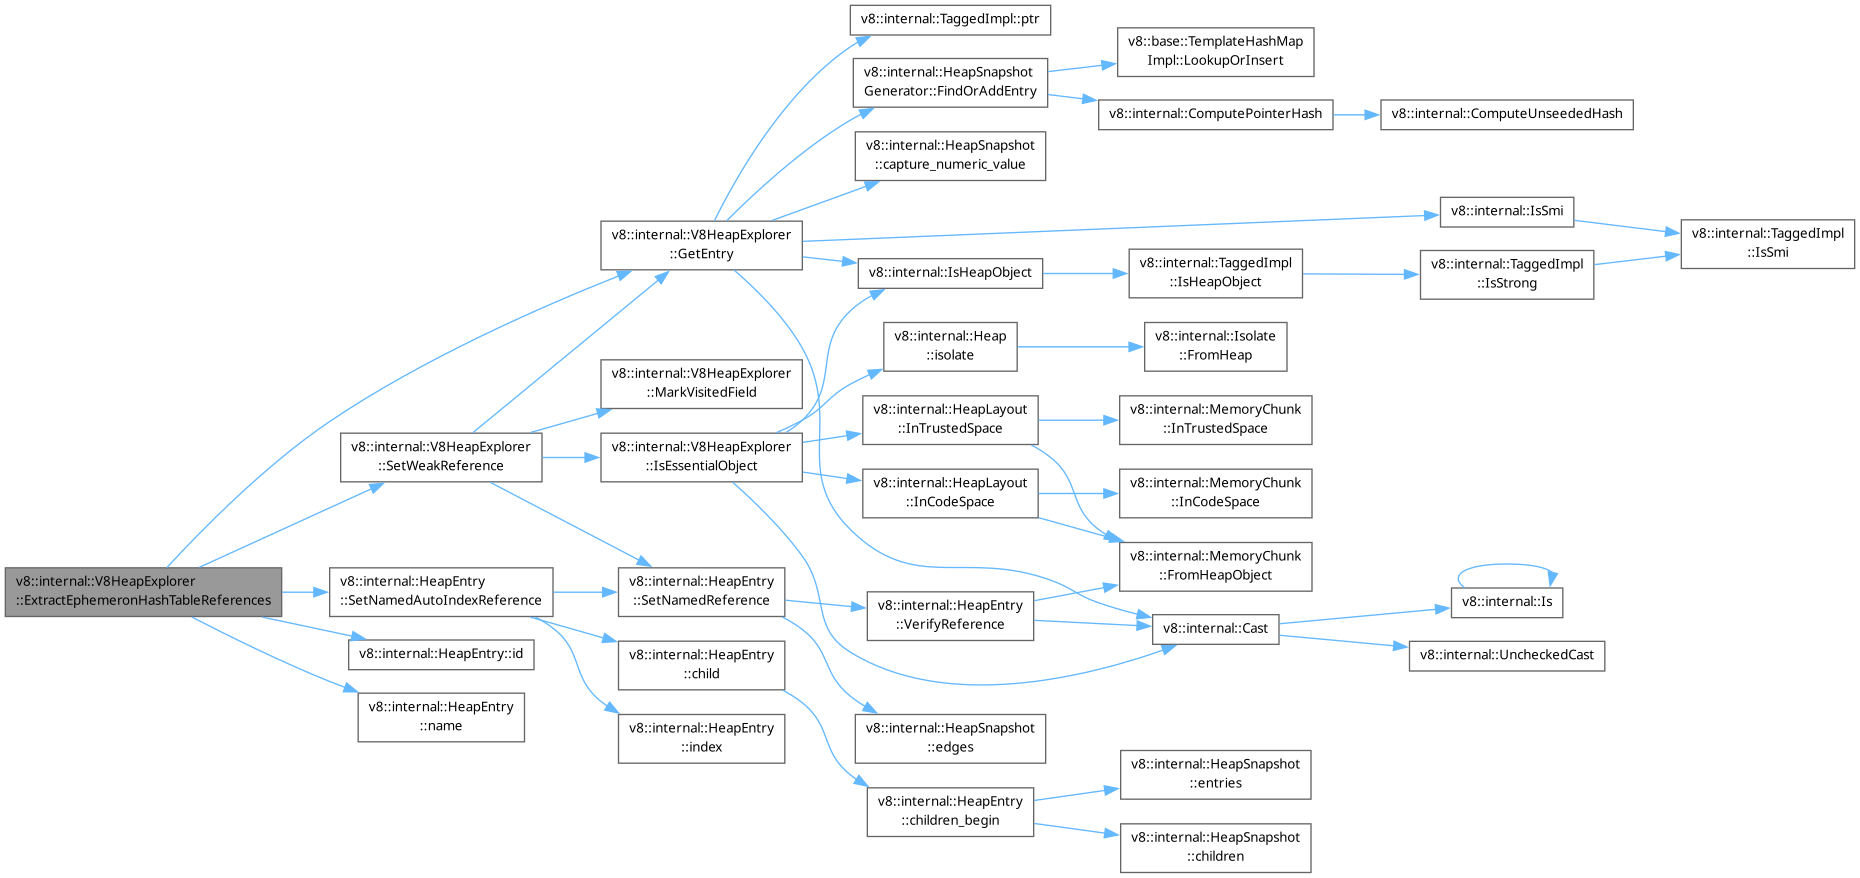 v8::internal::V8HeapExplorer
::ExtractEphemeronHashTableReferences
v8::internal::V8HeapExplorer
::GetEntry
v8::internal::TaggedImpl::ptr
v8::internal::HeapSnapshot
Generator::FindOrAddEntry
v8::base::TemplateHashMap
Impl::LookupOrInsert
v8::internal::ComputePointerHash
v8::internal::ComputeUnseededHash
v8::internal::HeapSnapshot
::capture_numeric_value
v8::internal::IsSmi
v8::internal::TaggedImpl
::IsSmi
v8::internal::IsHeapObject
v8::internal::TaggedImpl
::IsHeapObject
v8::internal::TaggedImpl
::IsStrong
v8::internal::Heap
::isolate
v8::internal::Isolate
::FromHeap
v8::internal::V8HeapExplorer
::MarkVisitedField
v8::internal::V8HeapExplorer
::SetWeakReference
v8::internal::V8HeapExplorer
::IsEssentialObject
v8::internal::HeapLayout
::InTrustedSpace
v8::internal::MemoryChunk
::InTrustedSpace
v8::internal::HeapLayout
::InCodeSpace
v8::internal::MemoryChunk
::InCodeSpace
v8::internal::MemoryChunk
::FromHeapObject
v8::internal::HeapEntry
::SetNamedAutoIndexReference
v8::internal::HeapEntry
::SetNamedReference
v8::internal::HeapEntry
::VerifyReference
v8::internal::Cast
v8::internal::Is
v8::internal::UncheckedCast
v8::internal::HeapEntry::id
v8::internal::HeapEntry
::child
v8::internal::HeapEntry
::name
v8::internal::HeapEntry
::index
v8::internal::HeapSnapshot
::edges
v8::internal::HeapEntry
::children_begin
v8::internal::HeapSnapshot
::entries
v8::internal::HeapSnapshot
::children